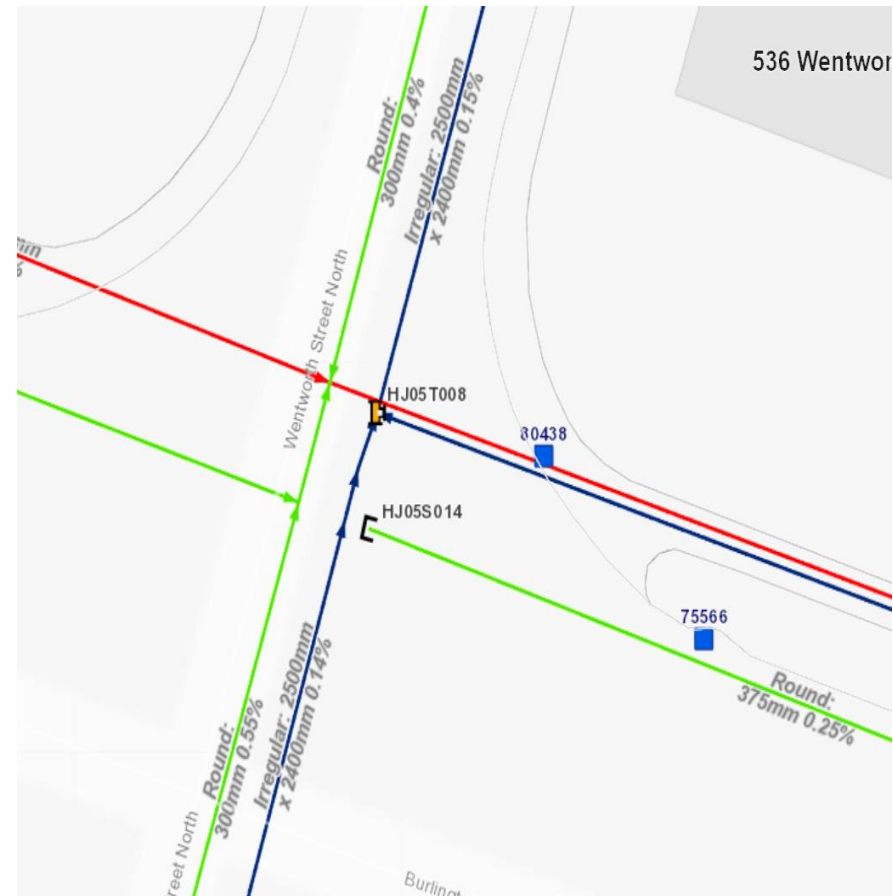 536 Wentwor
Round:
300mm 0.4%
Irregular: 2500mm
x 2400mm 0.15%
Wentworth Street North
HJ05T008
80438
HJ05S014
75566
Round:
375mm 0.25%
Irregular: 2500mm
x 2400mm 0.14%
Round:
300mm 0.55%
reet North
Burlingt